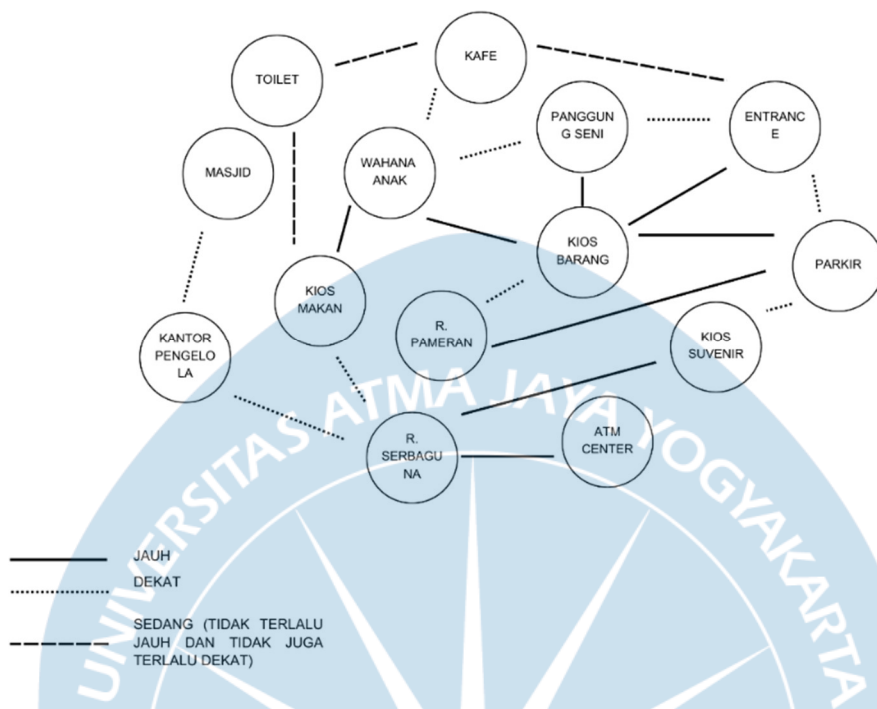 KAFE
TOILET
PANGGUN
G SENI
ENTRANC
E
MASJID
WAHANA
ANAK
KIOS
BARANG
PARKIR
KIOS
MAKAN
R.
PAMERAN
KIOS
SUVENIR
KANTOR
PENGELO
LA
R.
SERBAGU
NA
ATM
CENTER
UNIVERSITAS ATMA JAYA YOGYAKARTA
JAUH
DEKAT
SEDANG (TIDAK TERLALU
JAUH DAN TIDAK JUGA
TERLALU DEKAT)